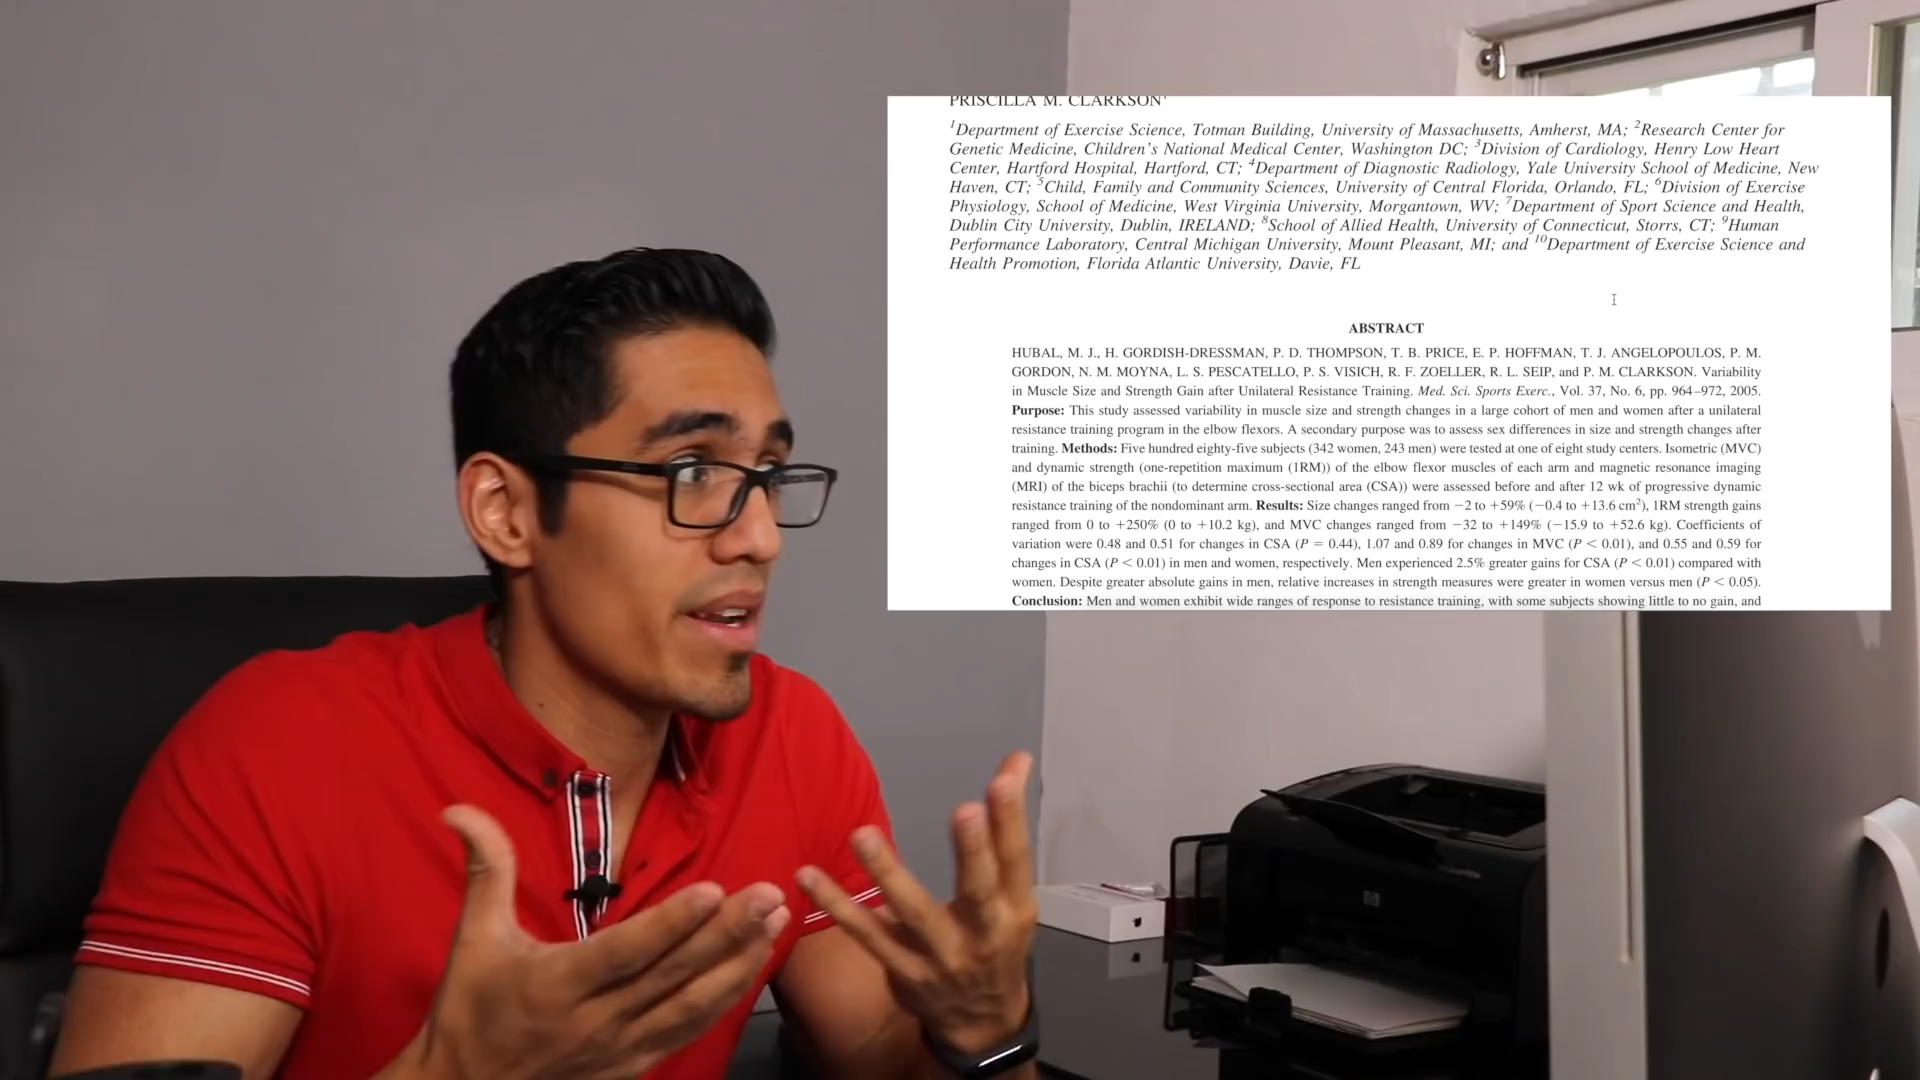 PRISCILLA M. CLARKSON¹
¹Department of Exercise Science, Totman Building, University of Massachusetts, Amherst, MA; ²Research Center for
Genetic Medicine, Children's National Medical Center, Washington DC; ³Division of Cardiology, Henry Low Heart
Center, Hartford Hospital, Hartford, CT; ⁴Department of Diagnostic Radiology, Yale University School of Medicine, New
Haven, CT; ⁵Child, Family and Community Sciences, University of Central Florida, Orlando, FL; ⁶Division of Exercise
Physiology, School of Medicine, West Virginia University, Morgantown, WV; ⁷Department of Sport Science and Health,
Dublin City University, Dublin, IRELAND; ⁸School of Allied Health, University of Connecticut, Storrs, CT; ⁹Human
Performance Laboratory, Central Michigan University, Mount Pleasant, MI; and ¹⁰Department of Exercise Science and
Health Promotion, Florida Atlantic University, Davie, FL
ABSTRACT
HUBAL, M. J., H. GORDISH-DRESSMAN, P. D. THOMPSON, T. B. PRICE, E. P. HOFFMAN, T. J. ANGELOPOULOS, P. M.
GORDON, N. M. MOYNA, L. S. PESCATELLO, P. S. VISICH, R. F. ZOELLER, R. L. SEIP, and P. M. CLARKSON. Variability
in Muscle Size and Strength Gain after Unilateral Resistance Training. Med. Sci. Sports Exerc., Vol. 37, No. 6, pp. 964–972, 2005.
Purpose: This study assessed variability in muscle size and strength changes in a large cohort of men and women after a unilateral
resistance training program in the elbow flexors. A secondary purpose was to assess sex differences in size and strength changes after
training. Methods: Five hundred eighty-five subjects (342 women, 243 men) were tested at one of eight study centers. Isometric (MVC)
and dynamic strength (one-repetition maximum (1RM)) of the elbow flexor muscles of each arm and magnetic resonance imaging
(MRI) of the biceps brachii (to determine cross-sectional area (CSA)) were assessed before and after 12 wk of progressive dynamic
resistance training of the nondominant arm. Results: Size changes ranged from −2 to +59% (−0.4 to +13.6 cm²), 1RM strength gains
ranged from 0 to +250% (0 to +10.2 kg), and MVC changes ranged from −32 to +149% (−15.9 to +52.6 kg). Coefficients of
variation were 0.48 and 0.51 for changes in CSA (P = 0.44), 1.07 and 0.89 for changes in MVC (P < 0.01), and 0.55 and 0.59 for
changes in CSA (P < 0.01) in men and women, respectively. Men experienced 2.5% greater gains for CSA (P < 0.01) compared with
women. Despite greater absolute gains in men, relative increases in strength measures were greater in women versus men (P < 0.05).
Conclusion: Men and women exhibit wide ranges of response to resistance training, with some subjects showing little to no gain, and
hp